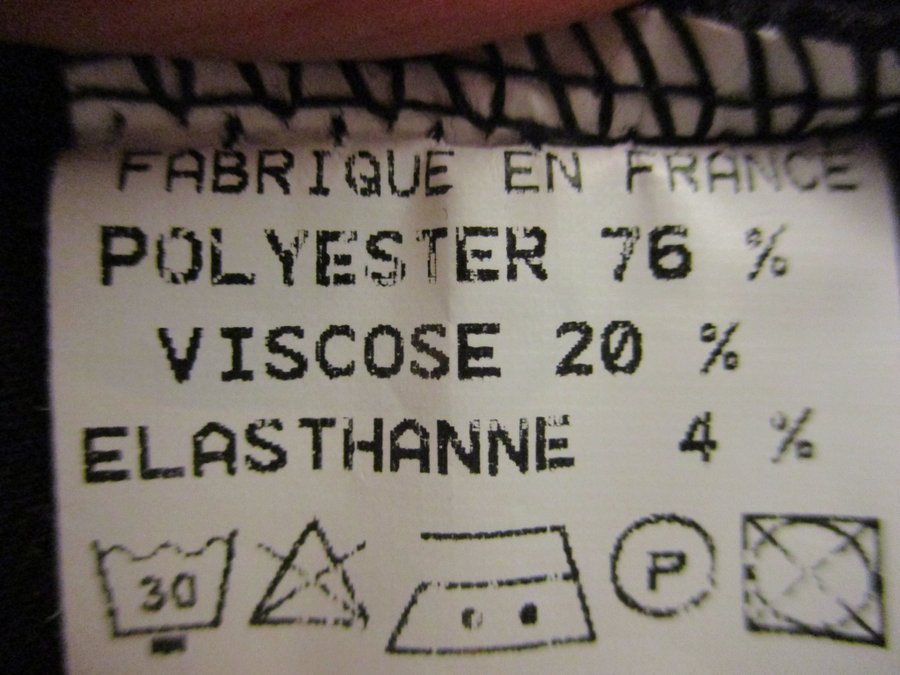 FABRIQUE EN FRANCE
POLYESTER 76 %
VISCOSE 20 %
ELASTHANNE 4 %
30 P